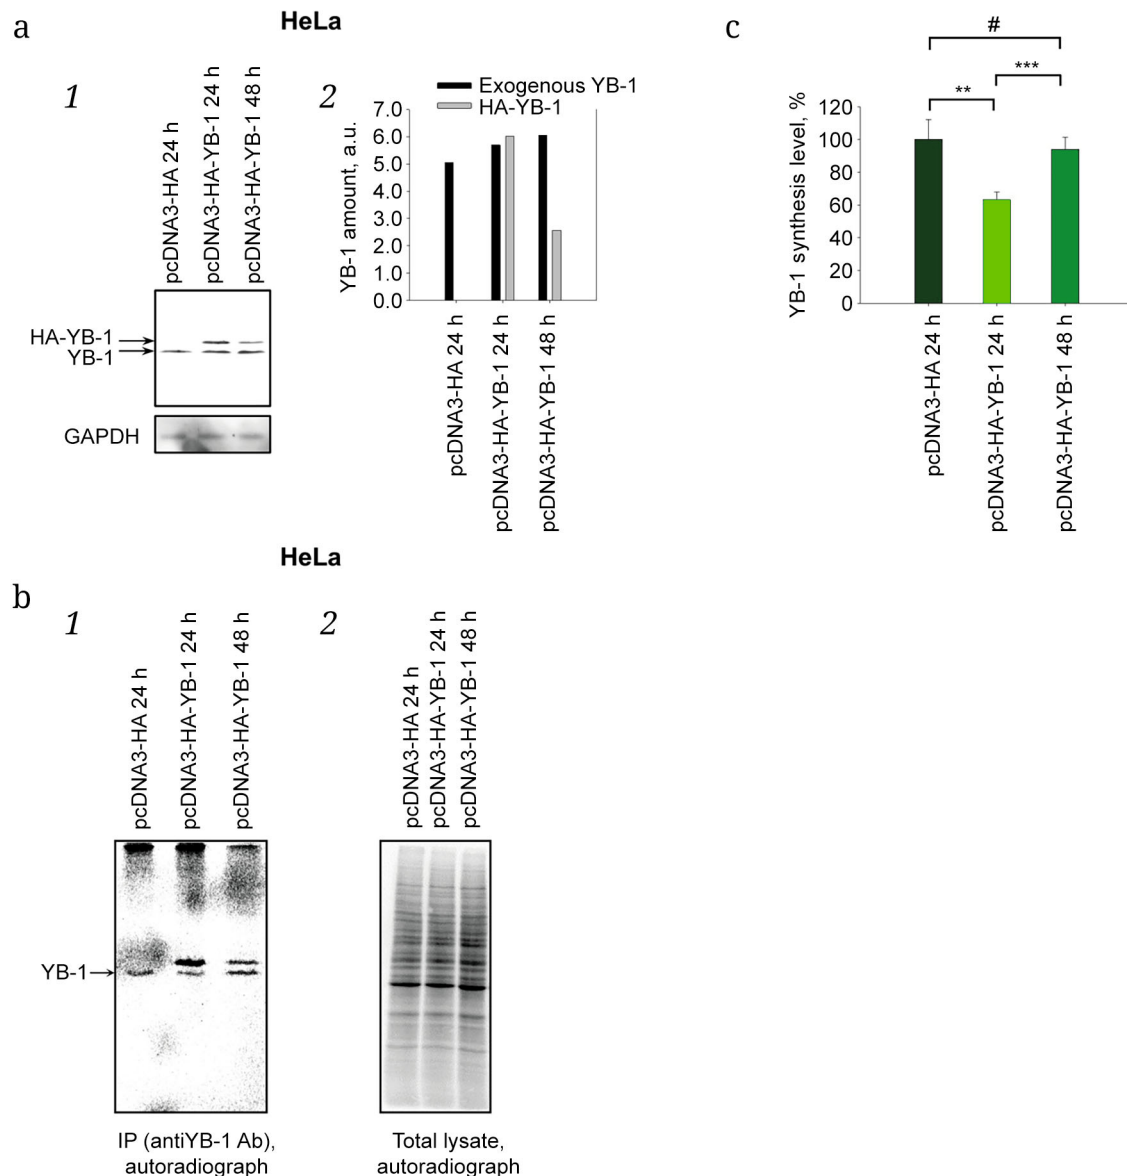 a
HeLa
1
pcDNA3-HA 24 h
pcDNA3-HA-YB-1 24 h
pcDNA3-HA-YB-1 48 h
HA-YB-1
YB-1
GAPDH
2
Exogenous YB-1
HA-YB-1
YB-1 amount, a.u.
7.0
6.0
5.0
4.0
3.0
2.0
1.0
0.0
pcDNA3-HA 24 h
pcDNA3-HA-YB-1 24 h
pcDNA3-HA-YB-1 48 h
c
#
***
**
YB-1 synthesis level, %
120
100
80
60
40
20
0
pcDNA3-HA 24 h
pcDNA3-HA-YB-1 24 h
pcDNA3-HA-YB-1 48 h
HeLa
b
1
pcDNA3-HA 24 h
pcDNA3-HA-YB-1 24 h
pcDNA3-HA-YB-1 48 h
YB-1
IP (antiYB-1 Ab),
autoradiograph
2
pcDNA3-HA 24 h
pcDNA3-HA-YB-1 24 h
pcDNA3-HA-YB-1 48 h
Total lysate,
autoradiograph